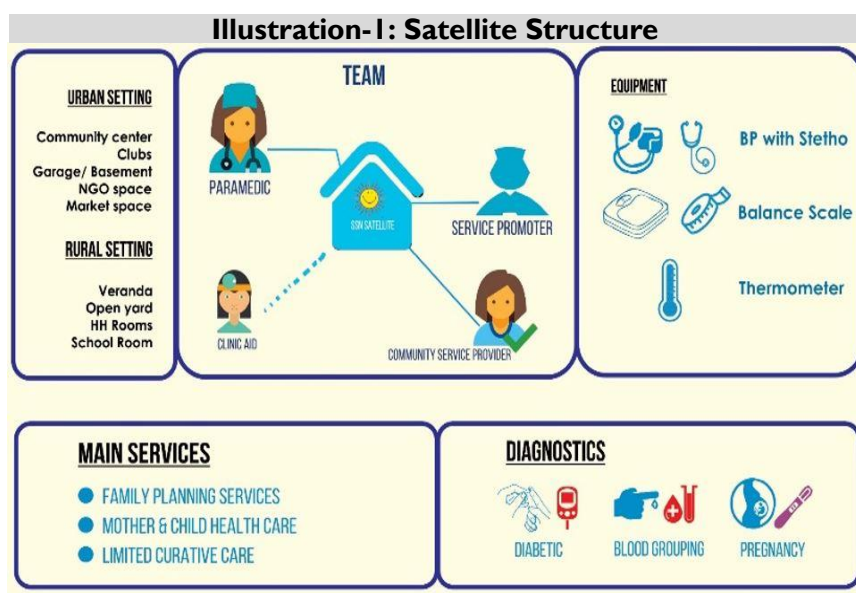 Illustration-1: Satellite Structure
URBAN SETTING
Community center
Clubs
Garage/ Basement
NGO space
Market space
RURAL SETTING
Veranda
Open yard
HH Rooms
School Room
TEAM
PARAMEDIC
SSN SATELLITE
SERVICE PROMOTER
CLINIC AID
COMMUNITY SERVICE PROVIDER
EQUIPMENT
BP with Stetho
Balance Scale
Thermometer
MAIN SERVICES
FAMILY PLANNING SERVICES
MOTHER & CHILD HEALTH CARE
LIMITED CURATIVE CARE
DIAGNOSTICS
DIABETIC
BLOOD GROUPING
PREGNANCY